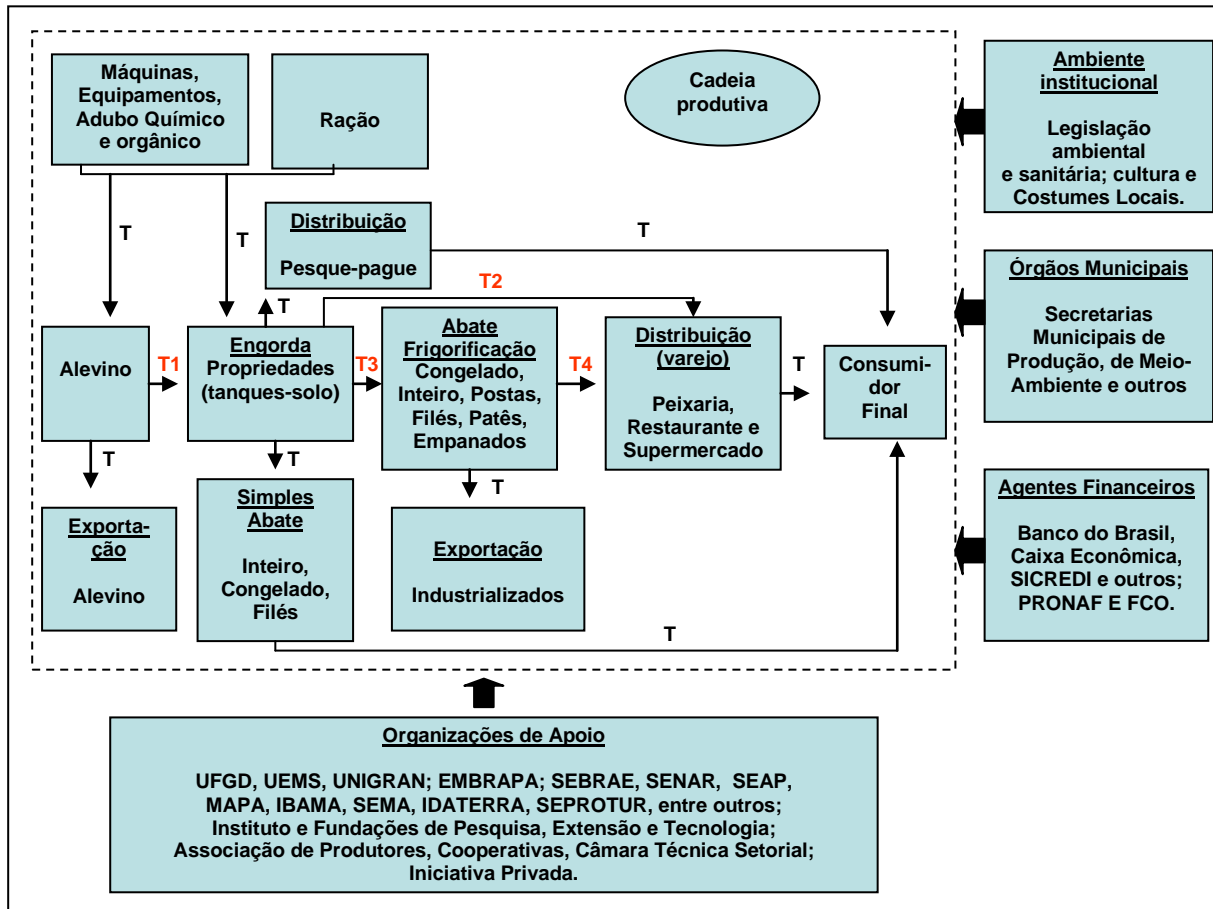 Máquinas,
Equipamentos,
Adubo Químico
e orgânico
Ração
Cadeia
produtiva
Ambiente
institucional
Legislação
ambiental
e sanitária; cultura e
Costumes Locais.
T
T
Distribuição
Pesque-pague
T
T
T2
Órgãos Municipais
Secretarias
Municipais de
Produção, de Meio-
Ambiente e outros
Alevino
T1
Engorda
Propriedades
(tanques-solo)
T3
Abate
Frigorificação
Congelado,
Inteiro, Postas,
Filés, Patês,
Empanados
T4
Distribuição
(varejo)
Peixaria,
Restaurante e
Supermercado
T
Consumi-
dor
Final
T
T
T
Exporta-
ção
Alevino
Simples
Abate
Inteiro,
Congelado,
Filés
Exportação
Industrializados
T
Agentes Financeiros
Banco do Brasil,
Caixa Econômica,
SICREDI e outros;
PRONAF E FCO.
Organizações de Apoio
UFGD, UEMS, UNIGRAN; EMBRAPA; SEBRAE, SENAR, SEAP,
MAPA, IBAMA, SEMA, IDATERRA, SEPROTUR, entre outros;
Instituto e Fundações de Pesquisa, Extensão e Tecnologia;
Associação de Produtores, Cooperativas, Câmara Técnica Setorial;
Iniciativa Privada.